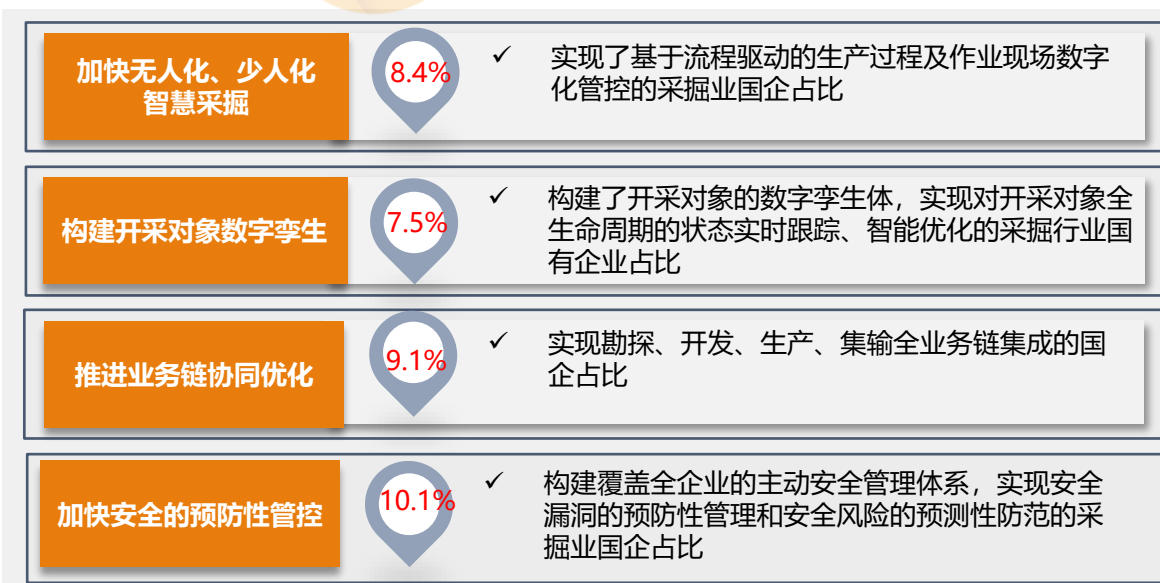 加快无人化、少人化
智慧采掘
8.4%
✓ 实现了基于流程驱动的生产过程及作业现场数字
化管控的采掘业国企占比
构建开采对象数字孪生
7.5%
✓ 构建了开采对象的数字孪生体，实现对开采对象全
生命周期的状态实时跟踪、智能优化的采掘行业国
有企业占比
推进业务链协同优化
9.1%
✓ 实现勘探、开发、生产、集输全业务链集成的国
企占比
加快安全的预防性管控
10.1%
✓ 构建覆盖全企业的主动安全管理体系，实现安全
漏洞的预防性管理和安全风险的预测性防范的采
掘业国企占比